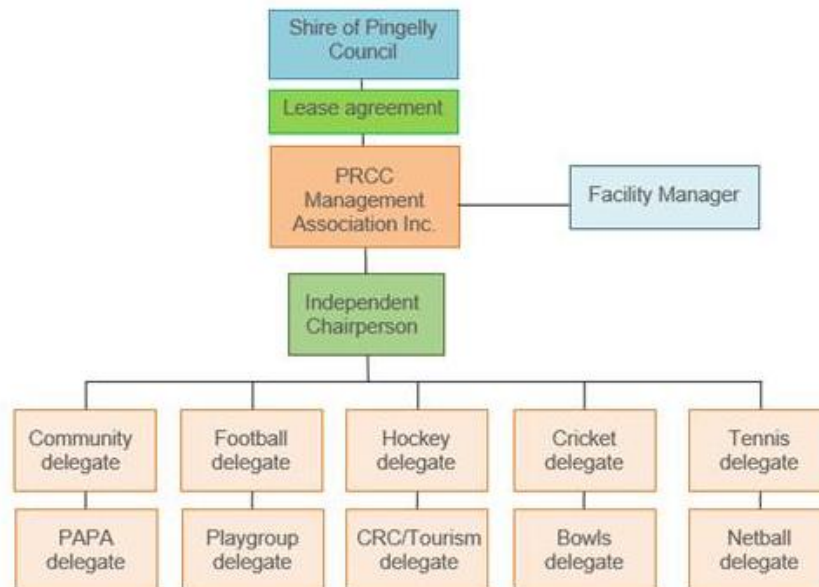 Shire of Pingelly
Council
Lease agreement
PRCC
Management
Association Inc.
Facility Manager
Independent
Chairperson
Community
delegate
Football
delegate
Hockey
delegate
Cricket
delegate
Tennis
delegate
PAPA
delegate
Playgroup
delegate
CRC/Tourism
delegate
Bowls
delegate
Netball
delegate